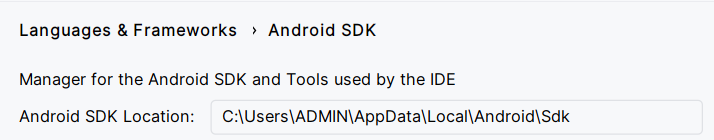 Languages & Frameworks › Android SDK
Manager for the Android SDK and Tools used by the IDE
Android SDK Location: C:\Users\ADMIN\AppData\Local\Android\Sdk